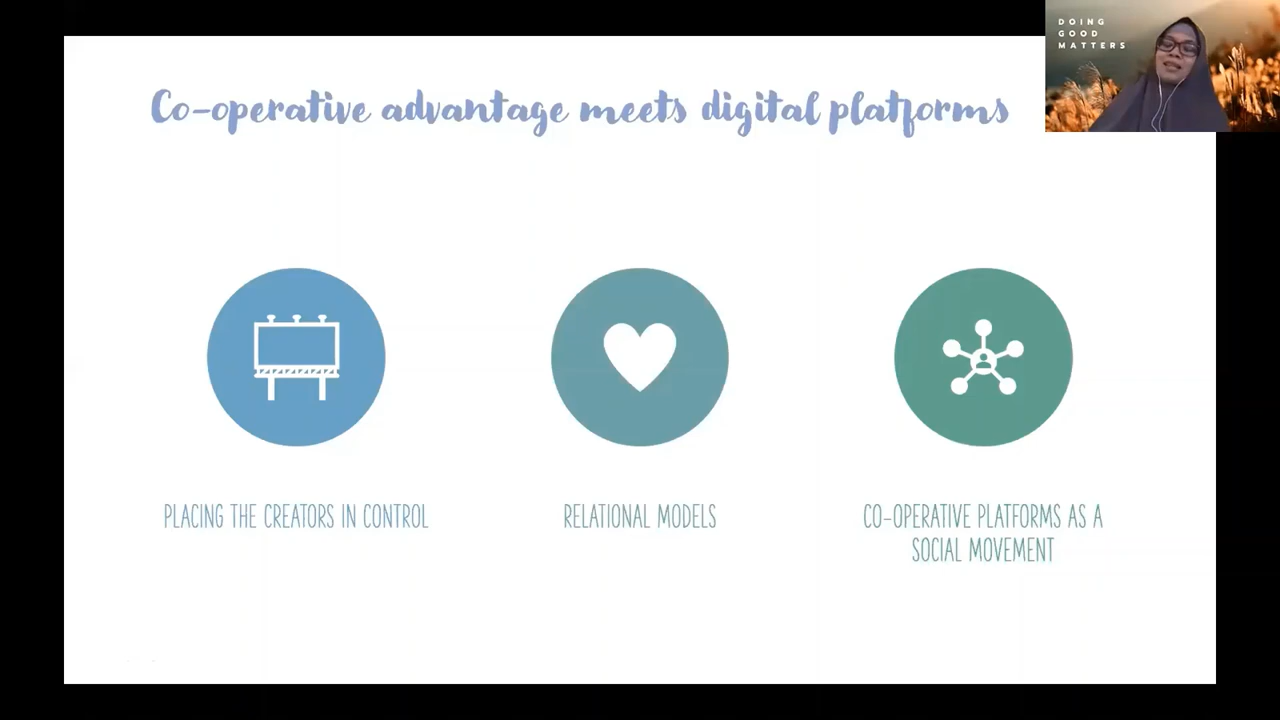 Co-operative advantage meets digital platforms
DOING
GOOD
MATTERS
PLACING THE CREATORS IN CONTROL
RELATIONAL MODELS
CO-OPERATIVE PLATFORMS AS A
SOCIAL MOVEMENT